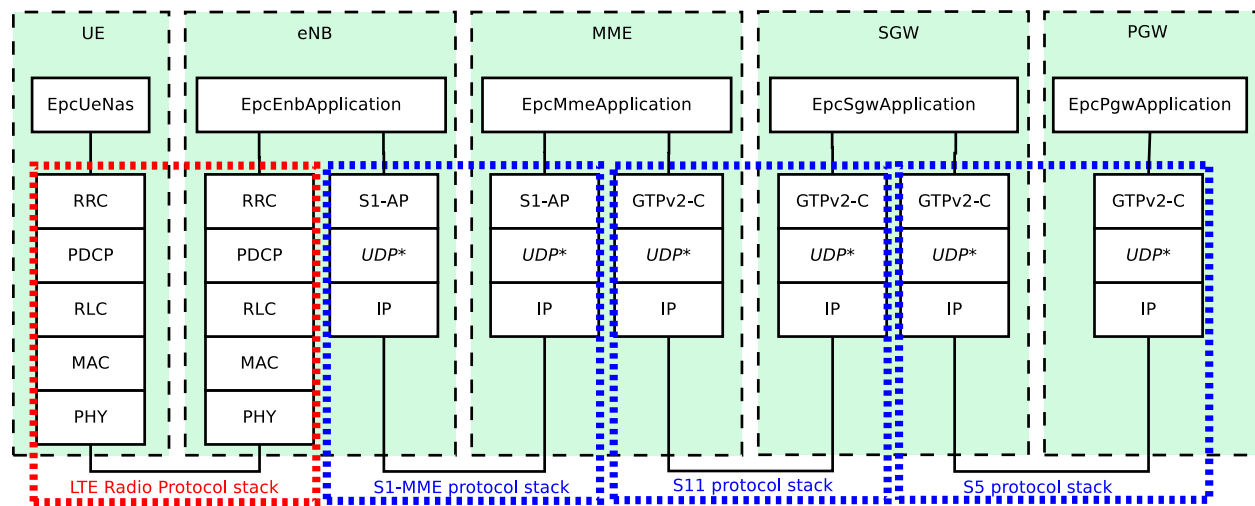 UE
eNB
MME
SGW
PGW
EpcUeNas
EpcEnbApplication
EpcMmeApplication
EpcSgwApplication
EpcPgwApplication
RRC
PDCP
RLC
MAC
PHY
RRC
PDCP
RLC
MAC
PHY
S1-AP
UDP*
IP
S1-AP
UDP*
IP
GTPv2-C
UDP*
IP
GTPv2-C
UDP*
IP
GTPv2-C
UDP*
IP
GTPv2-C
UDP*
IP
LTE Radio Protocol stack
S1-MME protocol stack
S11 protocol stack
S5 protocol stack